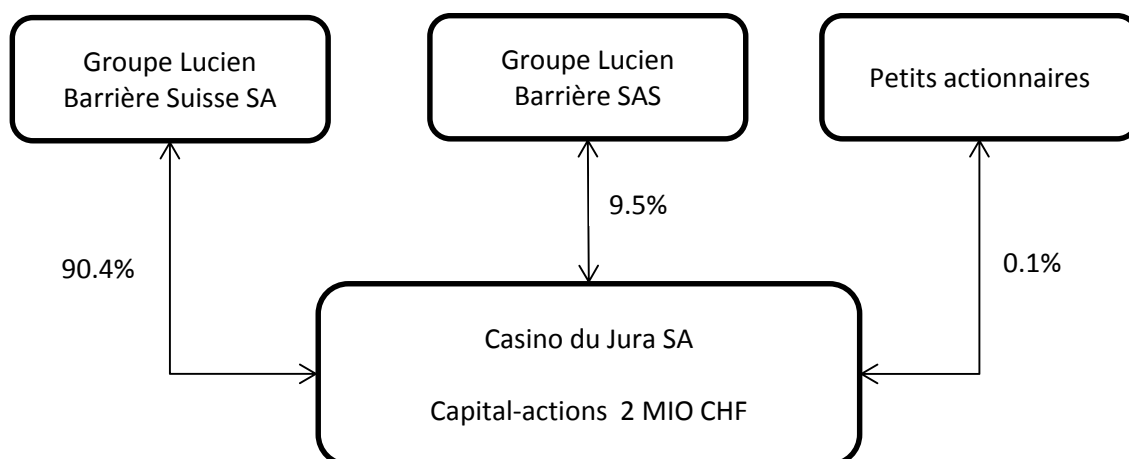 Groupe Lucien
Barrière Suisse SA
Groupe Lucien
Barrière SAS
Petits actionnaires
90.4%
9.5%
0.1%
Casino du Jura SA
Capital-actions 2 MIO CHF